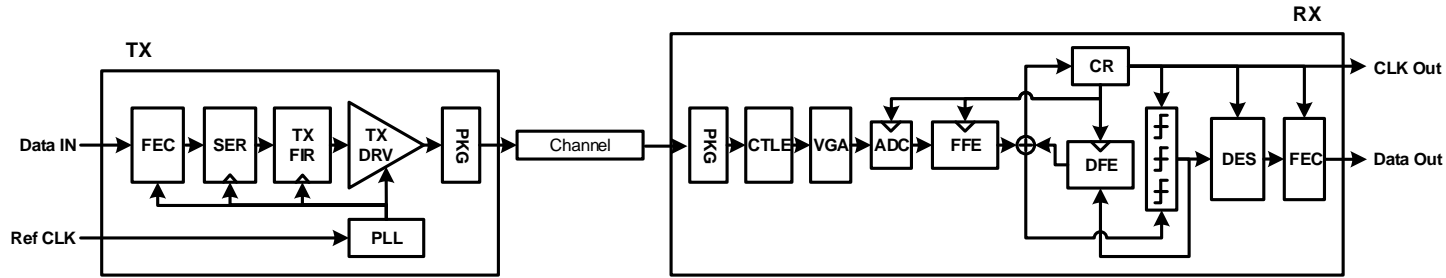 TX
RX
Data IN
FEC
SER
TX
FIR
TX
DRV
PKG
Channel
PKG
CTLE
VGA
ADC
FFE
CR
DFE
DES
FEC
CLK Out
Data Out
Ref CLK
PLL